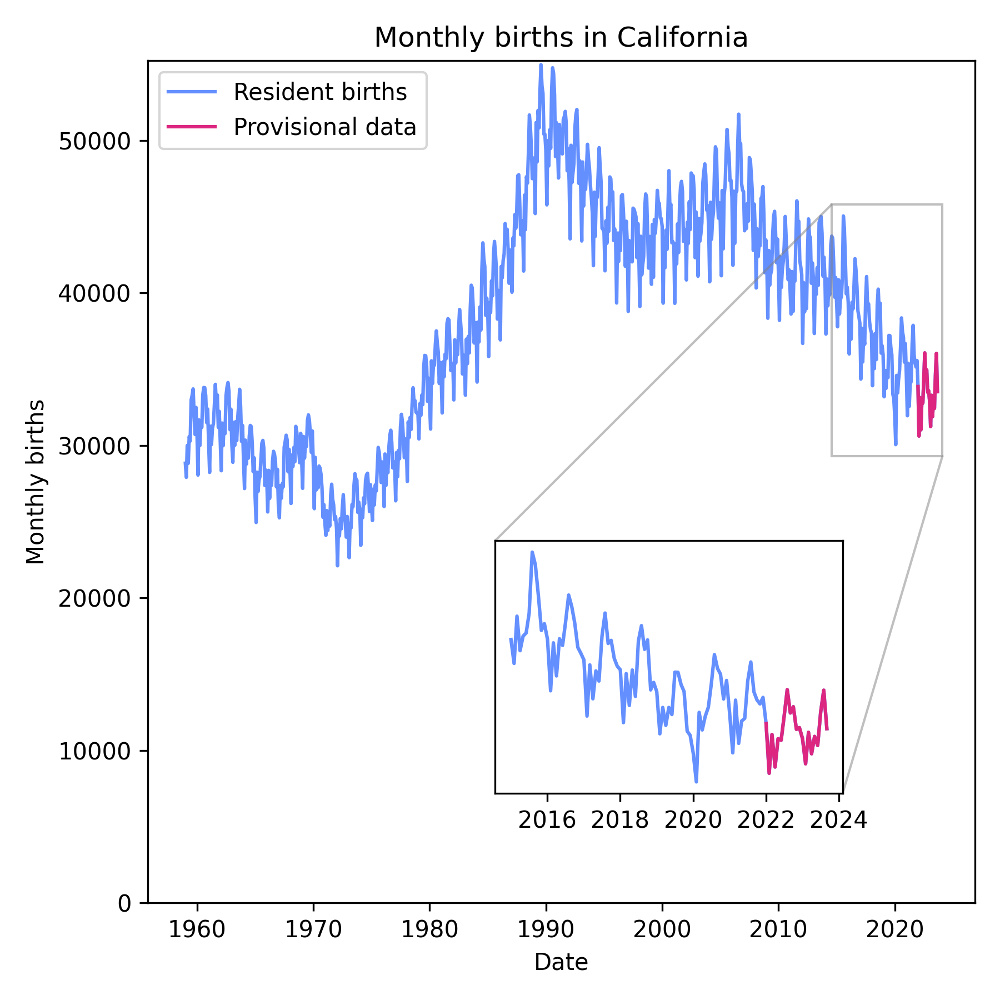 Monthly births in California
Resident births
Provisional data
50000
40000
30000
20000
10000
0
Monthly births
2016 2018 2020 2022 2024
1960 1970 1980 1990 2000 2010 2020
Date